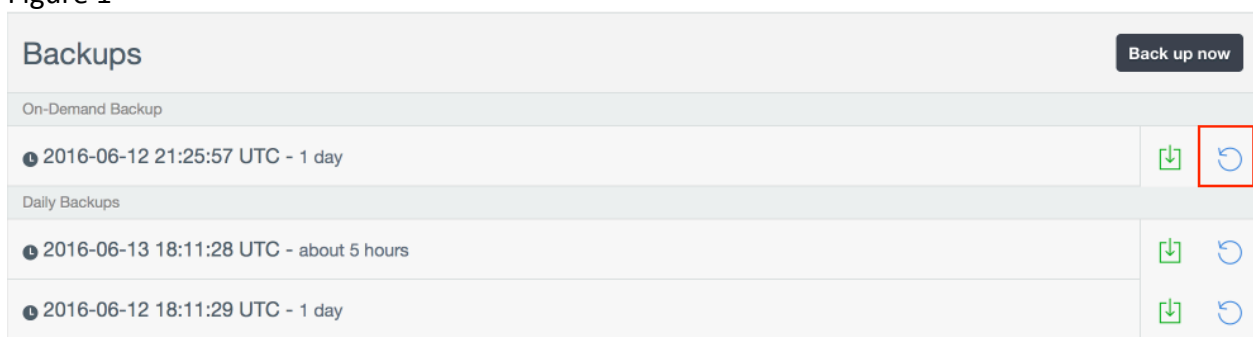 Figure 1
Backups
Back up now
On-Demand Backup
2016-06-12 21:25:57 UTC - 1 day
Daily Backups
2016-06-13 18:11:28 UTC - about 5 hours
2016-06-12 18:11:29 UTC - 1 day